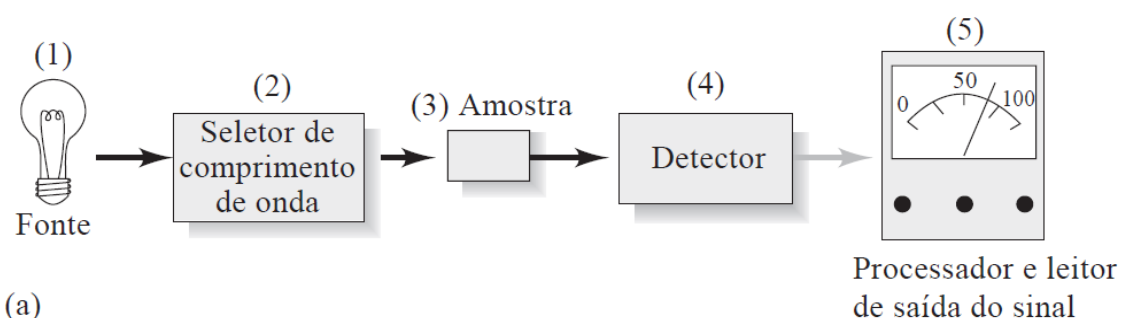 (1)
Fonte
(2)
Seletor de
comprimento
de onda
(3) Amostra
(4)
Detector
(5)
0 50 100
Processador e leitor
de saída do sinal
(a)